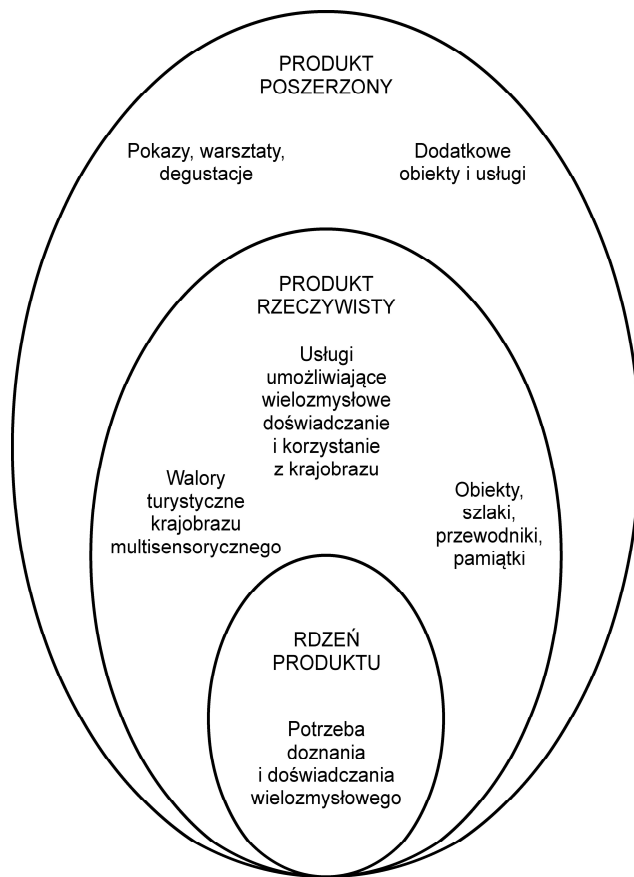 PRODUKT
POSZERZONY
Pokazy, warsztaty,
degustacje
Dodatkowe
obiekty i usługi
PRODUKT
RZECZYWISTY
Usługi
umożliwiające
wielozmysłowe
doświadczanie
i korzystanie
z krajobrazu
Walory
turystyczne
krajobrazu
multisensorycznego
Obiekty,
szlaki,
przewodniki,
pamiątki
RDZEŃ
PRODUKTU
Potrzeba
doznania
i doświadczania
wielozmysłowego